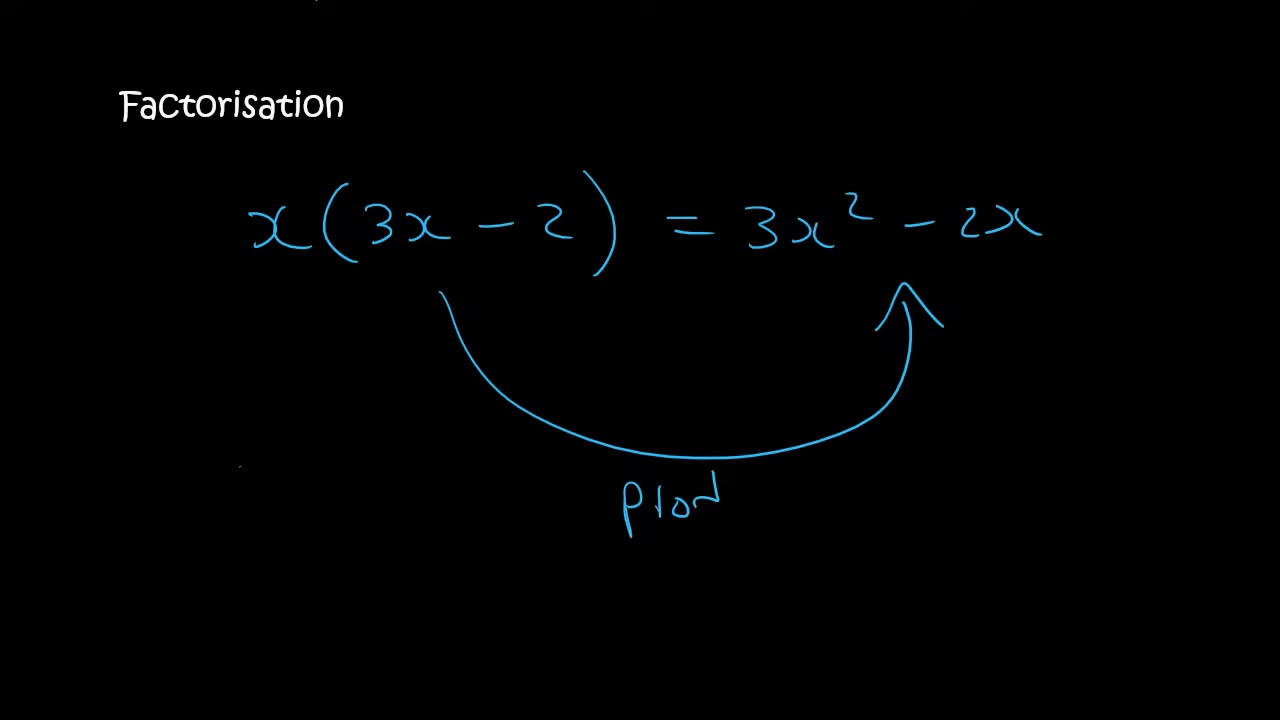 Factorisation
x(3x-2) = 3x² - 2x
prod